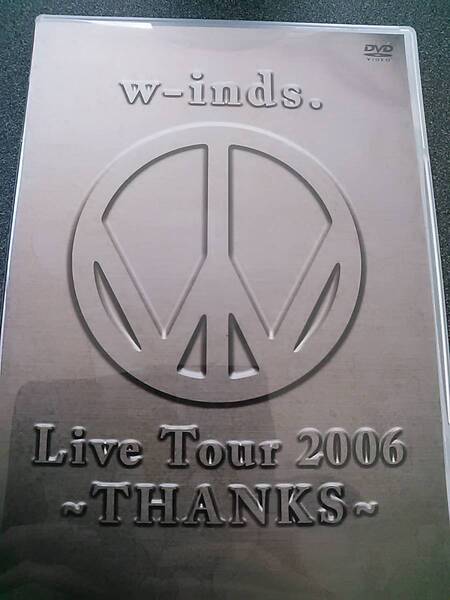 DVD
VIDEO
w-inds.
Live Tour 2006
~THANKS~